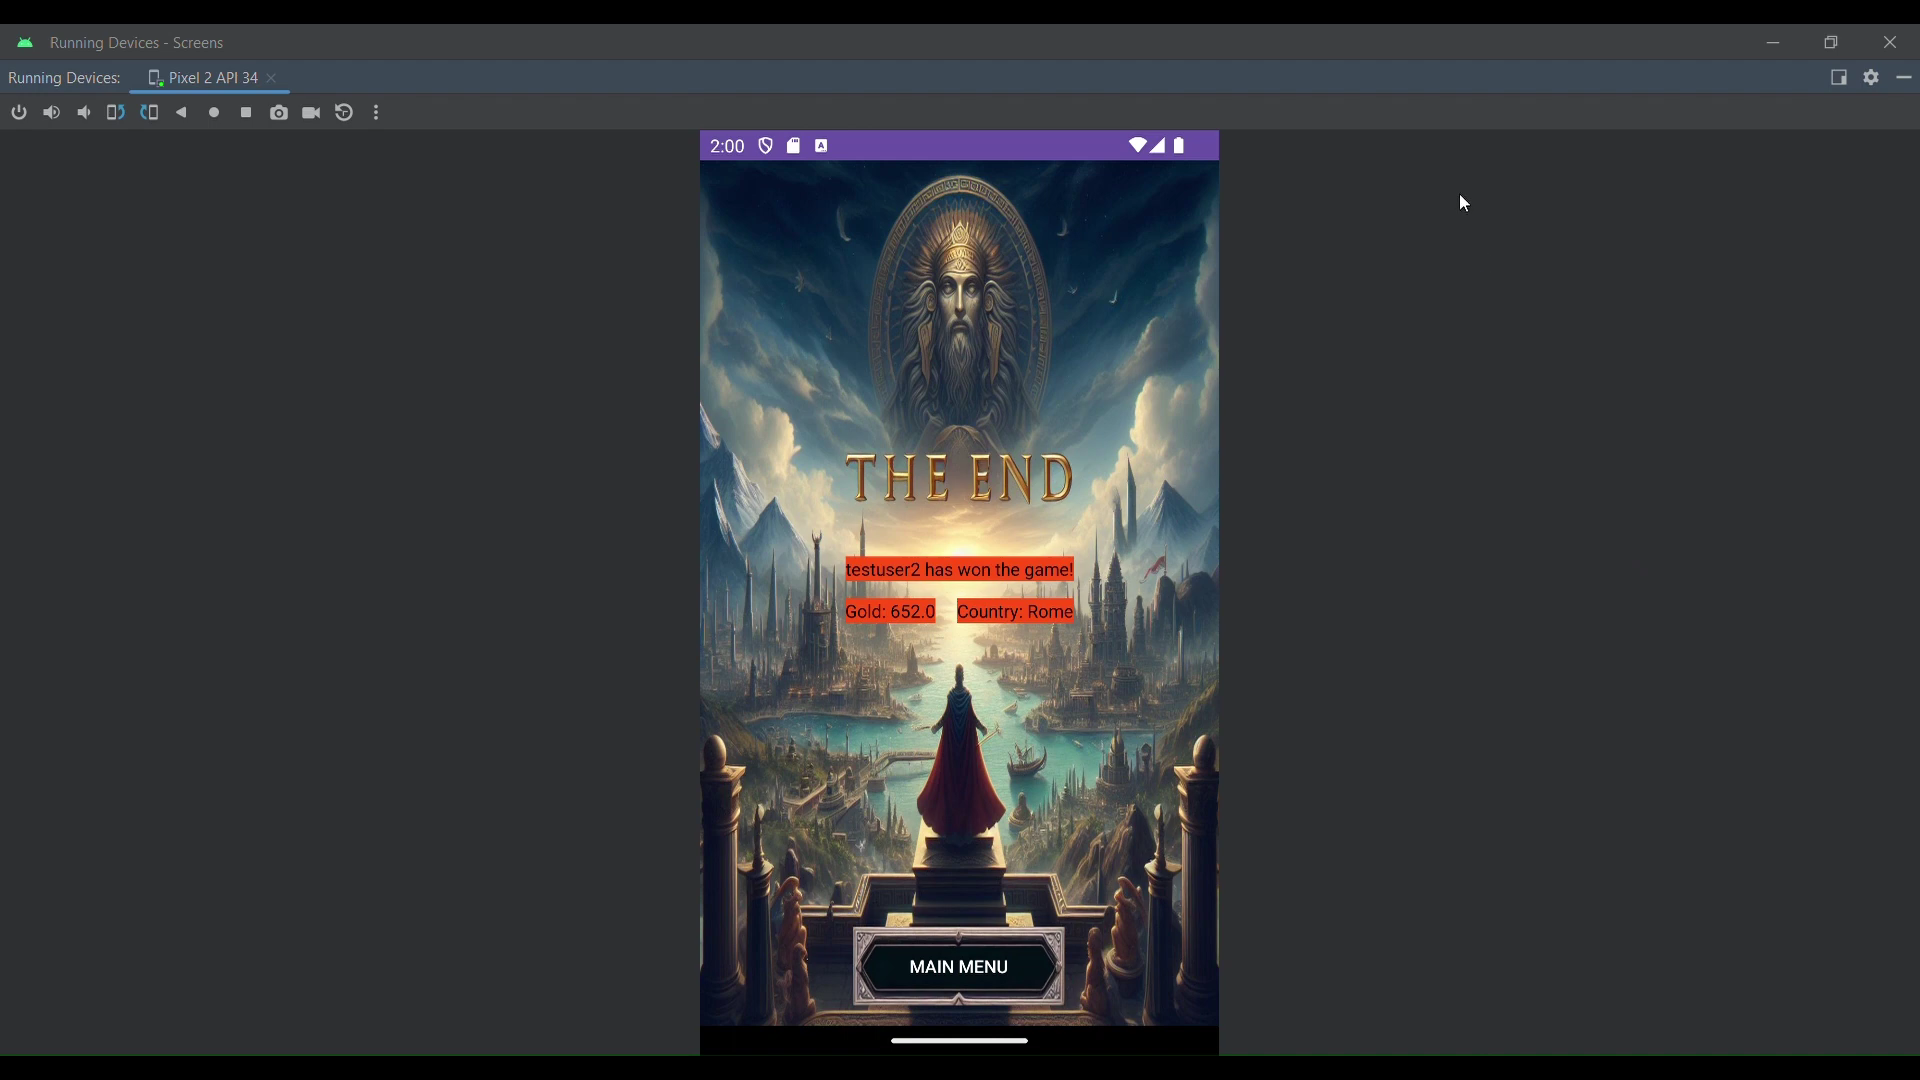 Running Devices - Screens
Running Devices: Pixel 2 API 34
2:00
THE END
testuser2 has won the game!
Gold: 652.0 Country: Rome
MAIN MENU